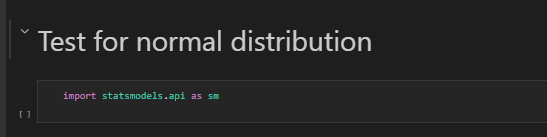 Test for normal distribution
import statsmodels.api as sm
[ ]